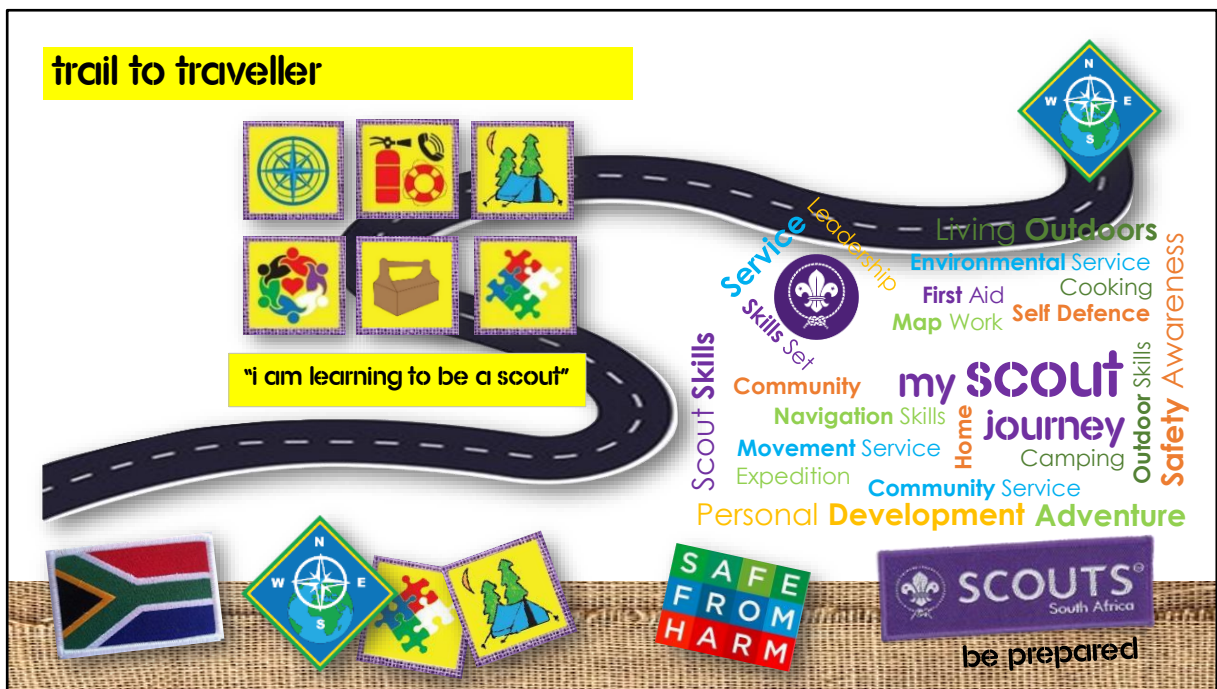 trail to traveller
N
W E
S
"i am learning to be a scout"
Service
Leadership
Skills Set
Living Outdoors
Environmental Service
First Aid
Cooking
Map Work
Self Defence
Scout Skills
Community
my scout
journey
Navigation Skills
Movement Service
Home
Expedition
Camping
Outdoor Skills
Safety Awareness
Community Service
Personal Development Adventure
N
W E
S
SAFE
FROM
HARM
SCOUTS
South Africa
be prepared